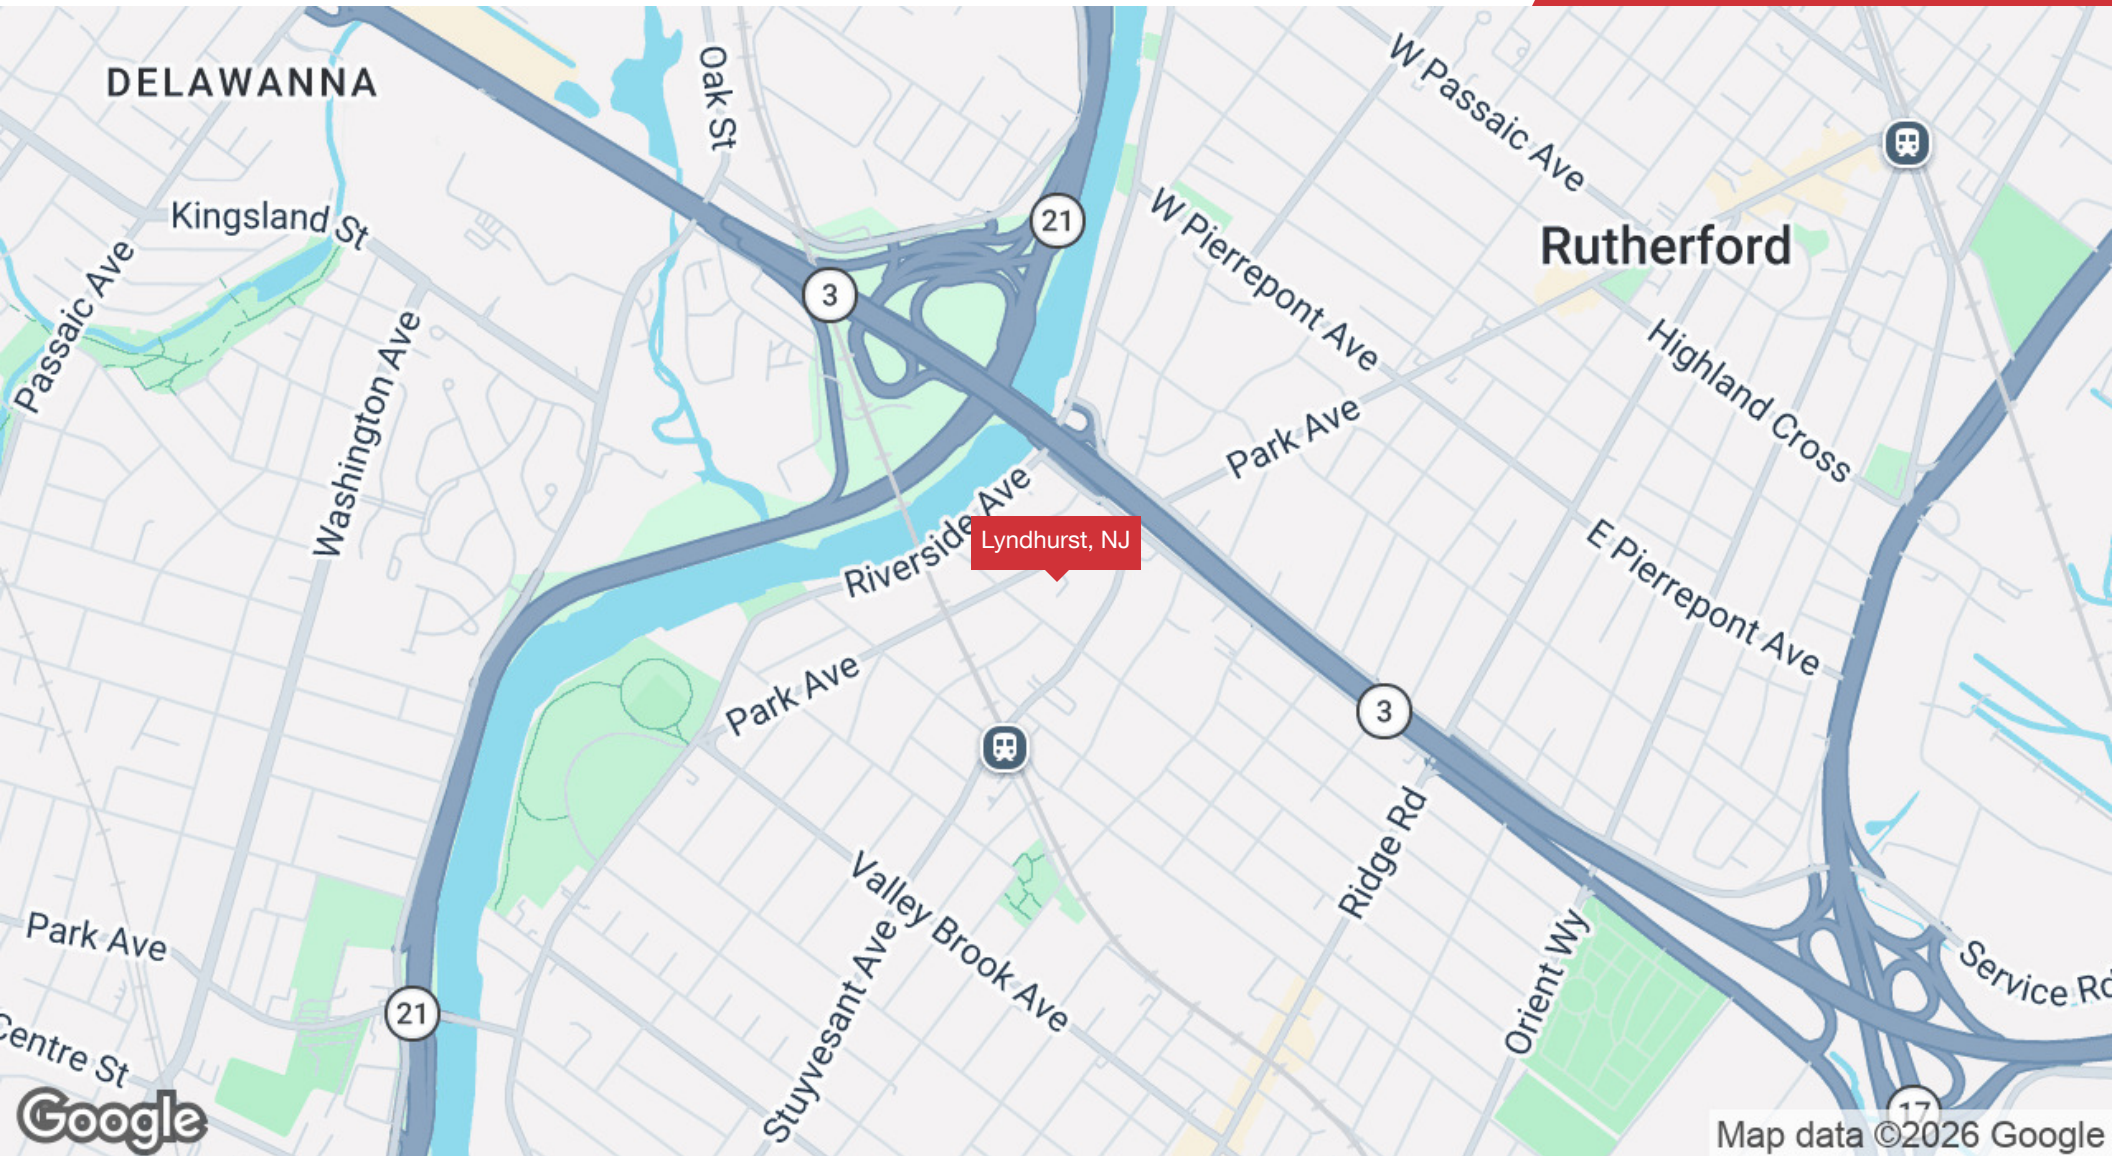 DELAWANNA
Oak St
W Passaic Ave
Kingsland St
21
W Pierrepont Ave
Rutherford
Passaic Ave
3
Washington Ave
Highland Cross
Park Ave
Riverside Ave
Lyndhurst, NJ
E Pierrepont Ave
Park Ave
3
Ridge Rd
Valley Brook Ave
Park Ave
Stuyvesant Ave
Orient Wy
Service Rd
21
Centre St
17
Google
Map data ©2026 Google